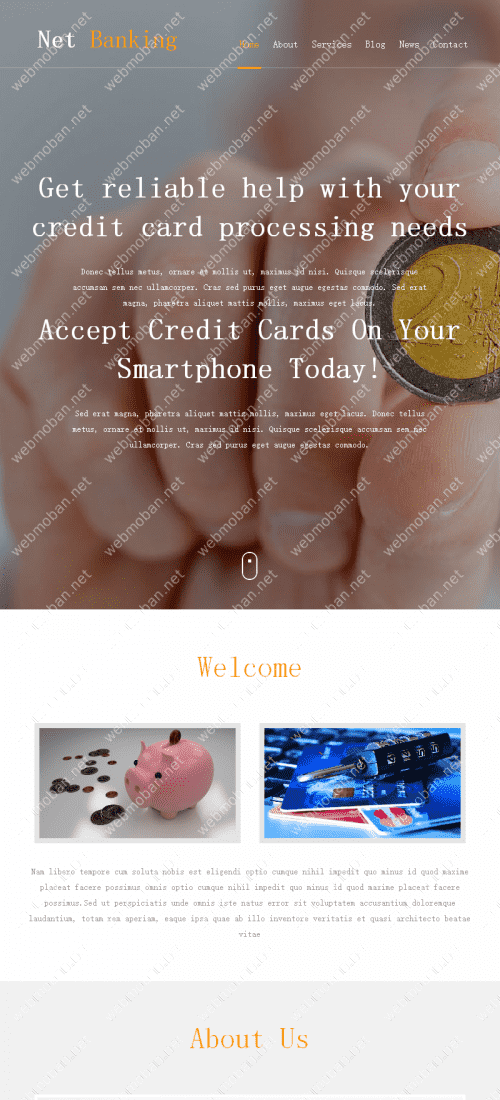 Net Banking
Home About Services Blog News Contact
Get reliable help with your
credit card processing needs
Donec tellus metus, ornare et mollis ut, maximus id nisi. Quisque scelerisque
accumsan sem nec ullamcorper. Cras sed purus eget augue egestas commodo. Sed erat
magna, pharetra aliquet mattis mollis, maximus eget lacus.
Accept Credit Cards On Your
Smartphone Today!
Sed erat magna, pharetra aliquet mattis mollis, maximus eget lacus. Donec tellus
metus, ornare et mollis ut, maximus id nisi. Quisque scelerisque accumsan sem nec
ullamcorper. Cras sed purus eget augue egestas commodo.
Welcome
Nam libero tempore cum soluta nobis est eligendi optio cumque nihil impedit quo minus id quod maxime
placeat facere possimus omnis optio cumque nihil impedit quo minus id quod maxime placeat facere
possimus.Sed ut perspiciatis unde omnis iste natus error sit voluptatem accusantium doloremque
laudantium, totam rem aperiam, eaque ipsa quae ab illo inventore veritatis et quasi architecto beatae
vitae
About Us
webmoban.net